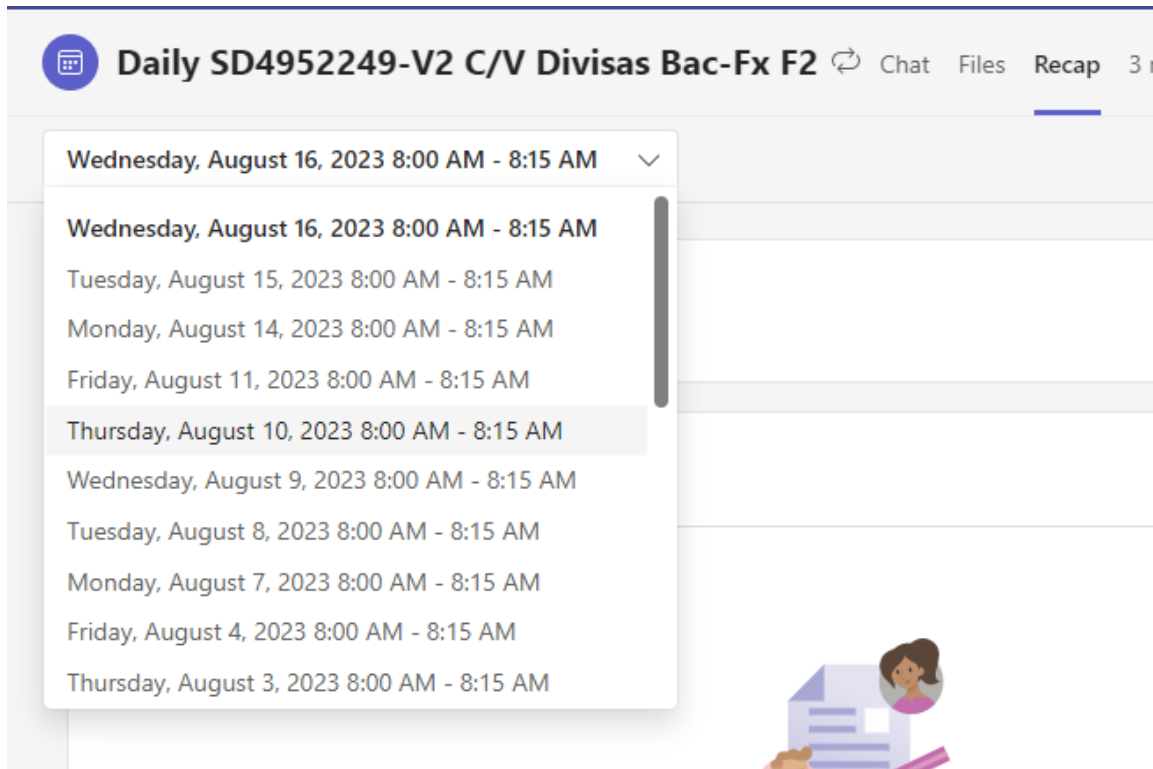 Daily SD4952249-V2 C/V Divisas Bac-Fx F2 Chat Files Recap 3
Wednesday, August 16, 2023 8:00 AM - 8:15 AM
Wednesday, August 16, 2023 8:00 AM - 8:15 AM
Tuesday, August 15, 2023 8:00 AM - 8:15 AM
Monday, August 14, 2023 8:00 AM - 8:15 AM
Friday, August 11, 2023 8:00 AM - 8:15 AM
Thursday, August 10, 2023 8:00 AM - 8:15 AM
Wednesday, August 9, 2023 8:00 AM - 8:15 AM
Tuesday, August 8, 2023 8:00 AM - 8:15 AM
Monday, August 7, 2023 8:00 AM - 8:15 AM
Friday, August 4, 2023 8:00 AM - 8:15 AM
Thursday, August 3, 2023 8:00 AM - 8:15 AM